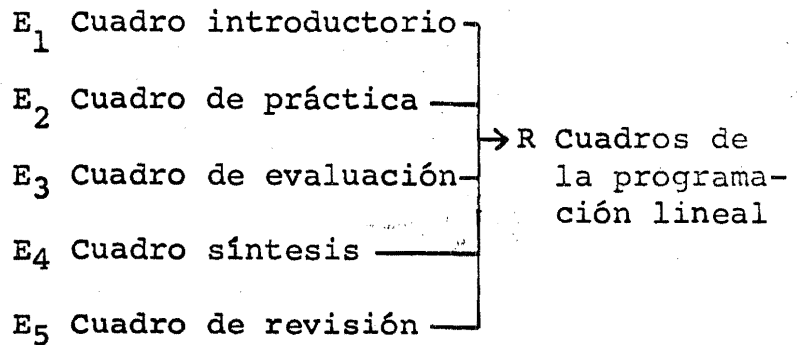 E1 Cuadro introductorio
E2 Cuadro de práctica
R Cuadros de
E3 Cuadro de evaluación
la programa-
ción lineal
E4 Cuadro síntesis
E5 Cuadro de revisión